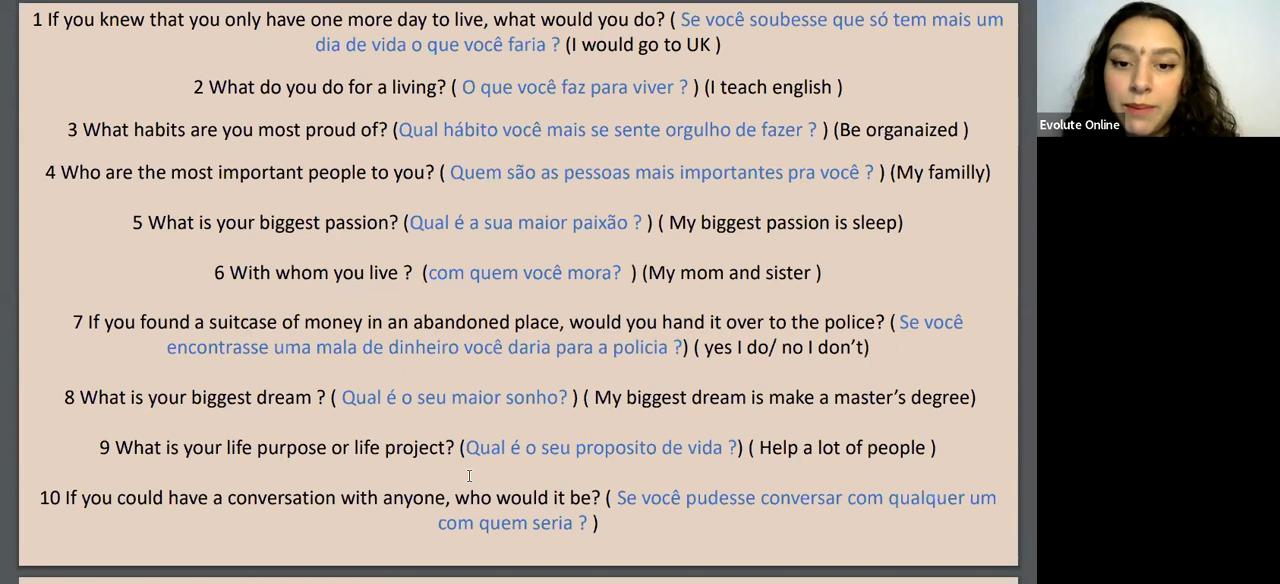 1 If you knew that you only have one more day to live, what would you do? ( Se você soubesse que só tem mais um
dia de vida o que você faria ? (I would go to UK )
2 What do you do for a living? ( O que você faz para viver ? ) (I teach english )
3 What habits are you most proud of? (Qual hábito você mais se sente orgulho de fazer ? ) (Be organaized )
4 Who are the most important people to you? ( Quem são as pessoas mais importantes pra você ? ) (My familly)
5 What is your biggest passion? (Qual é a sua maior paixão ? ) ( My biggest passion is sleep)
6 With whom you live ? (com quem você mora? ) (My mom and sister )
7 If you found a suitcase of money in an abandoned place, would you hand it over to the police? ( Se você
encontrasse uma mala de dinheiro você daria para a policia ?) ( yes I do/ no I don’t)
8 What is your biggest dream ? ( Qual é o seu maior sonho? ) ( My biggest dream is make a master’s degree)
9 What is your life purpose or life project? (Qual é o seu proposito de vida ?) ( Help a lot of people )
10 If you could have a conversation with anyone, who would it be? ( Se você pudesse conversar com qualquer um
com quem seria ? )
Evolute Online